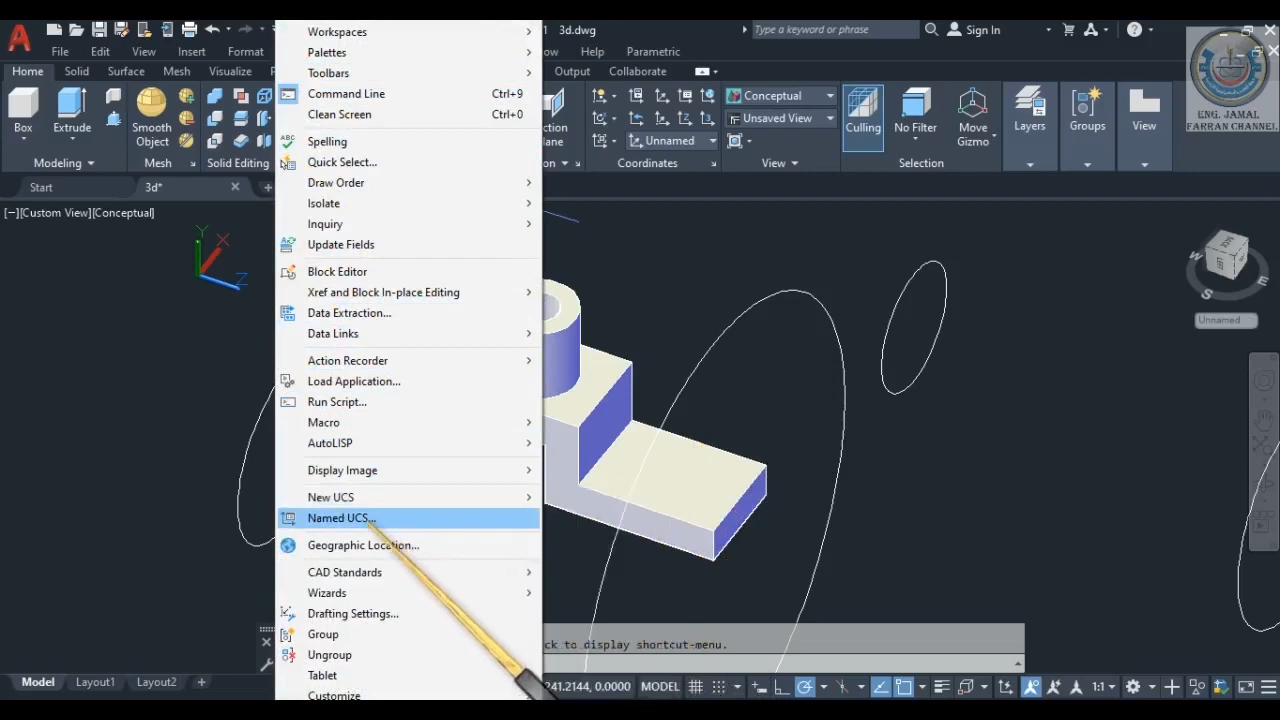 3d.dwg
Type a keyword or phrase
Sign In
File Edit View Insert Format
Help Parametric
Home Solid Surface Mesh Visualize
Output Collaborate
Box
Extrude
Smooth
Object
Conceptual
Unsaved View
Unnamed
Culling
No Filter
Move
Gizmo
Layers
Groups
View
Modeling
Mesh
Solid Editing
Coordinates
View
Selection
ENG. JAMAL
FARRAN CHANNEL
Start
3d*
[−][Custom View][Conceptual]
Y
X
Z
W
S
E
Unnamed
Workspaces
Palettes
Toolbars
Command Line Ctrl+9
Clean Screen Ctrl+0
ABC
Spelling
Quick Select...
Draw Order
Isolate
Inquiry
Update Fields
Block Editor
Xref and Block In-place Editing
Data Extraction...
Data Links
Action Recorder
Load Application...
Run Script...
Macro
AutoLISP
Display Image
New UCS
Named UCS...
Geographic Location...
CAD Standards
Wizards
Drafting Settings...
Group
Ungroup
Tablet
Customize
ck to display shortcut-menu.
Model Layout1 Layout2
241.2144, 0.0000 MODEL
1:1